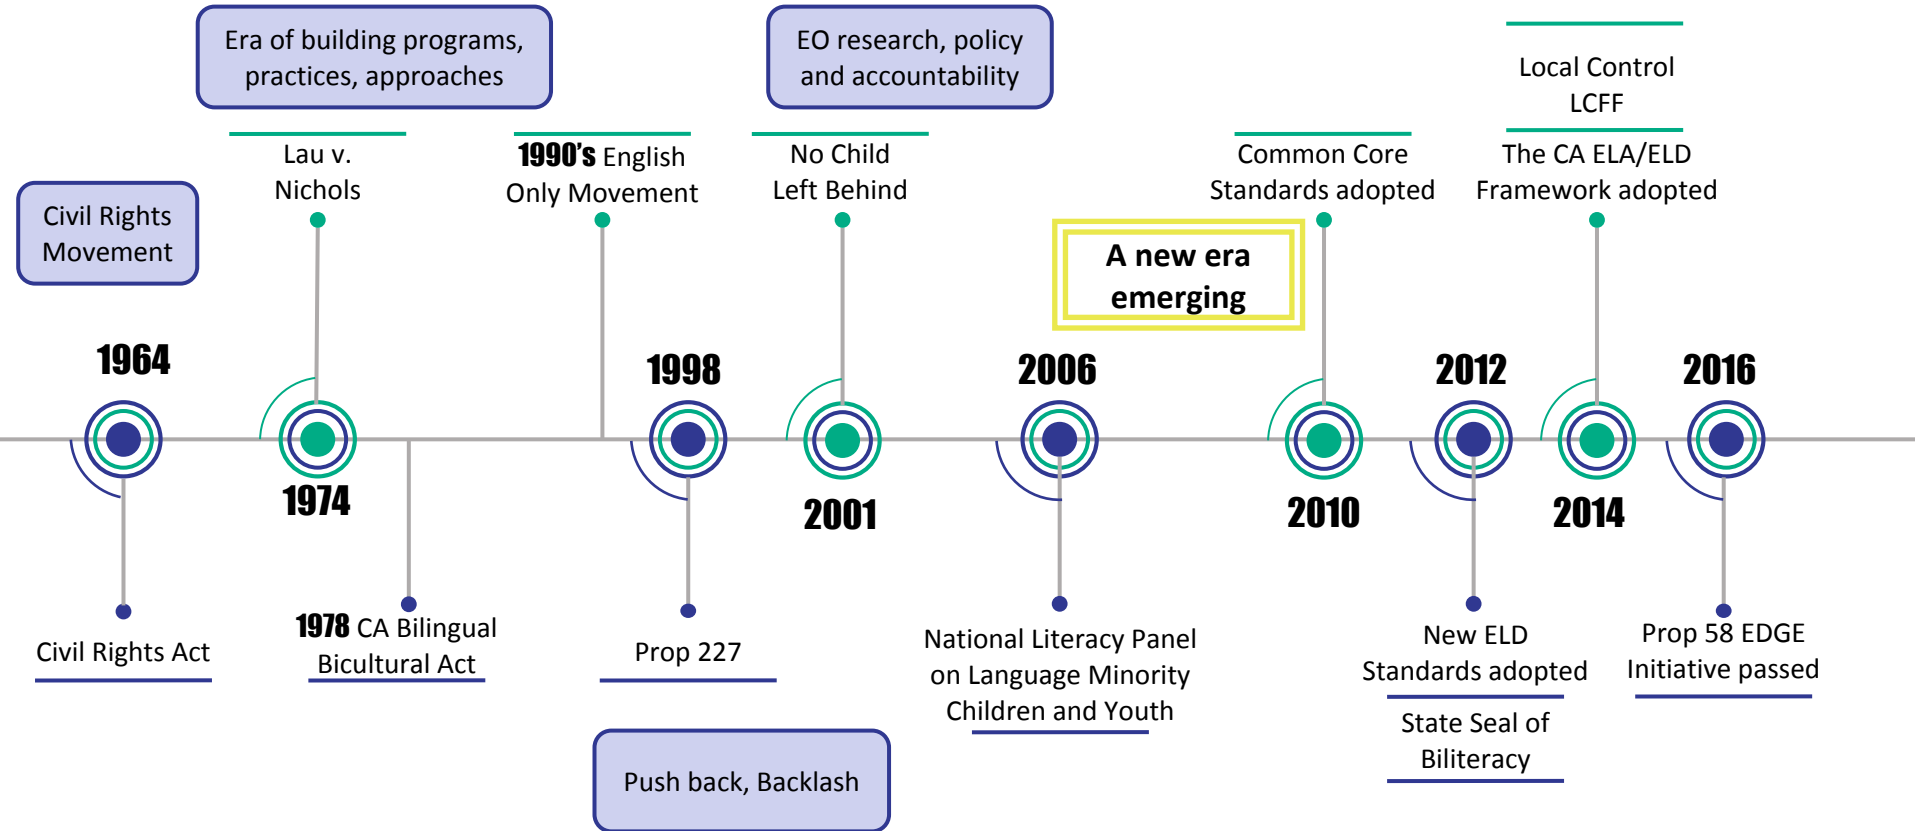 Era of building programs,
practices, approaches
EO research, policy
and accountability
Local Control
LCFF
Civil Rights
Movement
Lau v.
Nichols
1990's English
Only Movement
No Child
Left Behind
A new era
emerging
Common Core
Standards adopted
The CA ELA/ELD
Framework adopted
1964
1974
1998
2001
2006
2010
2012
2014
2016
Civil Rights Act
1978 CA Bilingual
Bicultural Act
Prop 227
Push back, Backlash
National Literacy Panel
on Language Minority
Children and Youth
New ELD
Standards adopted
State Seal of
Biliteracy
Prop 58 EDGE
Initiative passed